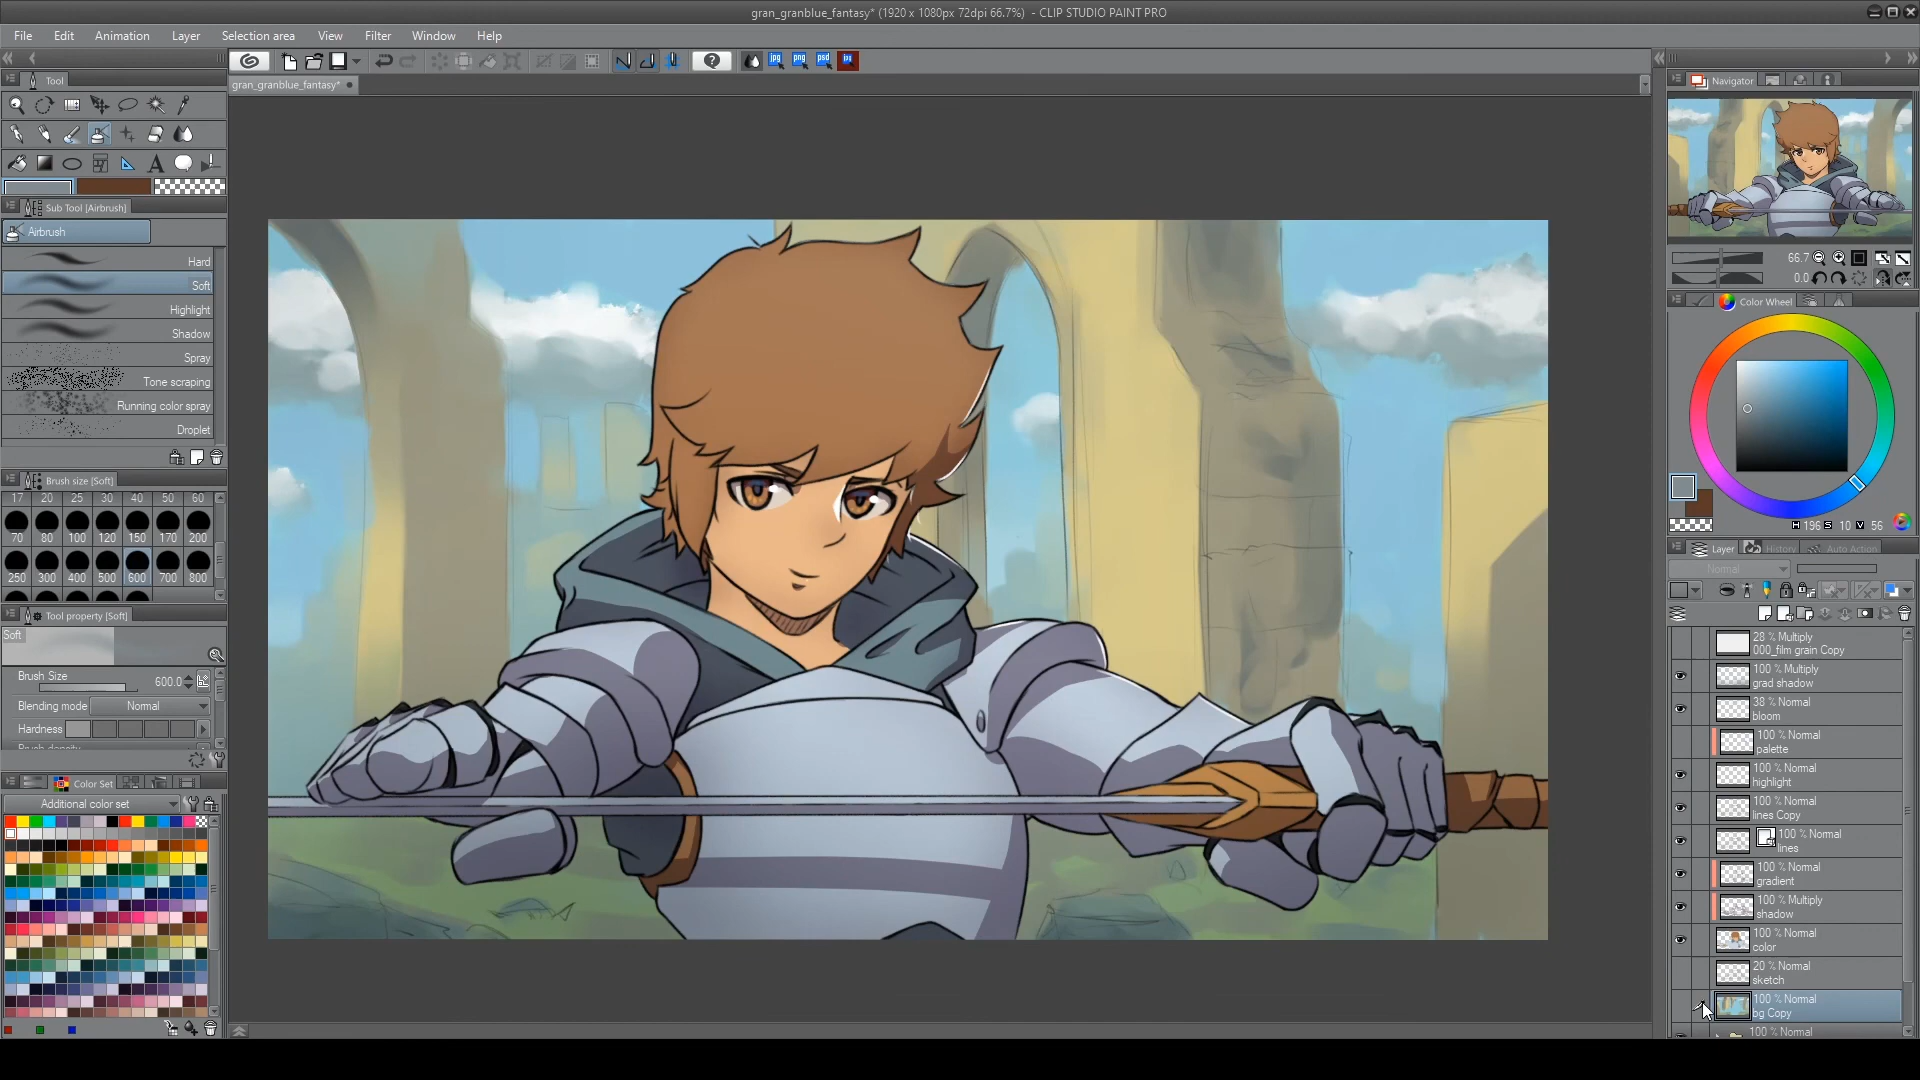 gran_granblue_fantasy* (1920 x 1080px 72dpi 66.7%) - CLIP STUDIO PAINT PRO
File Edit Animation Layer Selection area View Filter Window Help
Tool
jpg png psd
gran_granblue_fantasy*
Sub Tool [Airbrush]
Airbrush
Hard
Soft
Highlight
Shadow
Spray
Tone scraping
Running color spray
Droplet
Brush size [Soft]
17 20 25 30 40 50 60
70 80 100 120 150 170 200
250 300 400 500 600 700 800
Tool property [Soft]
Soft
Brush Size 600.0
Blending mode Normal
Hardness
Brush density
Color Set
Additional color set
Navigator
66.7
0.0
Color Wheel
H 196 S 10 V 56
Layer History Auto Action
Normal
28 % Multiply
000_film grain Copy
100 % Multiply
grad shadow
38 % Normal
bloom
100 % Normal
palette
100 % Normal
highlight
100 % Normal
lines Copy
100 % Normal
lines
100 % Normal
gradient
100 % Multiply
shadow
100 % Normal
color
20 % Normal
sketch
100 % Normal
bg Copy
100 % Normal